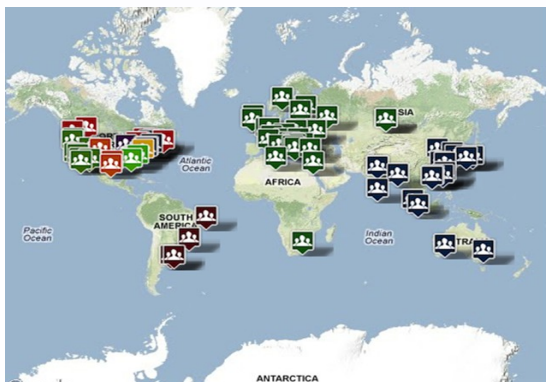 SIA
Atlantic
Ocean
AFRICA
SOUTH
AMERICA
Pacific
Ocean
Indian
Ocean
TRA
ANTARCTICA